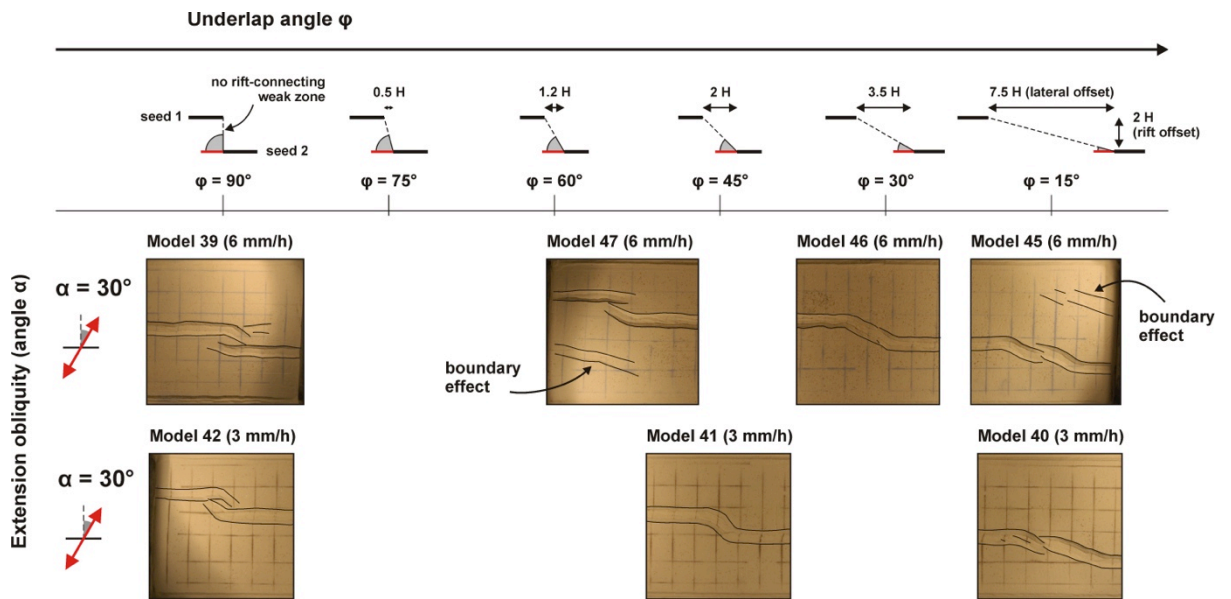 Underlap angle φ
no rift-connecting
weak zone
0.5 H
1.2 H
2 H
3.5 H
7.5 H (lateral offset)
seed 1
2 H
(rift offset)
seed 2
φ = 90°
φ = 75°
φ = 60°
φ = 45°
φ = 30°
φ = 15°
Extension obliquity (angle α)
Model 39 (6 mm/h)
Model 47 (6 mm/h)
Model 46 (6 mm/h)
Model 45 (6 mm/h)
α = 30°
boundary
effect
boundary
effect
Model 42 (3 mm/h)
Model 41 (3 mm/h)
Model 40 (3 mm/h)
α = 30°